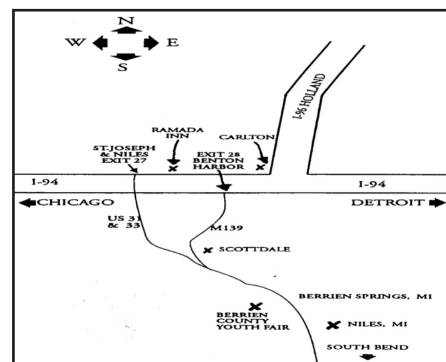 N
W E
S
I-96 HOLLAND
RAMADA
INN
CARLTON
ST. JOSEPH
& NILES
EXIT 27
EXIT 28
BENTON
HARBOR
I-94
I-94
CHICAGO
DETROIT
US 31
& 33
M139
SCOTTDALE
BERRIEN SPRINGS, MI
BERRIEN
COUNTY
YOUTH FAIR
NILES, MI
SOUTH BEND